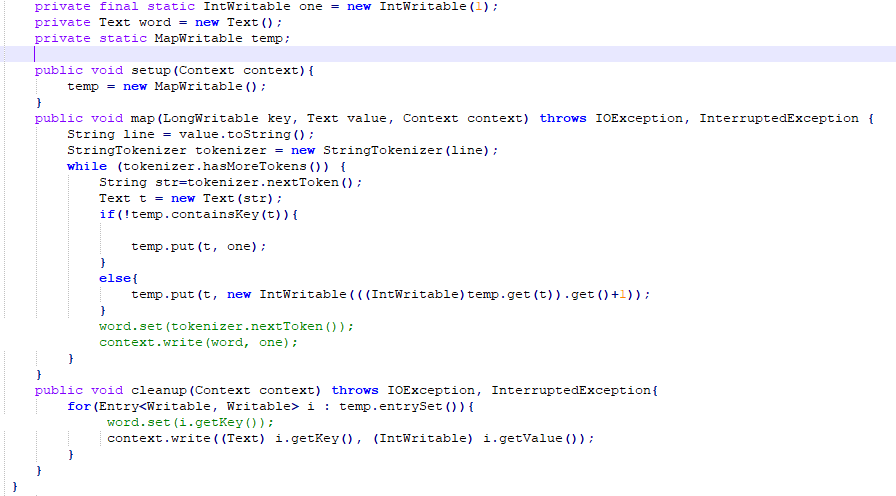 private final static IntWritable one = new IntWritable(1);
private Text word = new Text();
private static MapWritable temp;
public void setup(Context context){
temp = new MapWritable();
}
public void map(LongWritable key, Text value, Context context) throws IOException, InterruptedException {
String line = value.toString();
StringTokenizer tokenizer = new StringTokenizer(line);
while (tokenizer.hasMoreTokens()) {
String str=tokenizer.nextToken();
Text t = new Text(str);
if(!temp.containsKey(t)){
temp.put(t, one);
}
else{
temp.put(t, new IntWritable(((IntWritable)temp.get(t)).get()+1));
}
word.set(tokenizer.nextToken());
context.write(word, one);
}
}
public void cleanup(Context context) throws IOException, InterruptedException{
for(Entry<Writable, Writable> i : temp.entrySet()){
word.set(i.getKey());
context.write((Text) i.getKey(), (IntWritable) i.getValue());
}
}
}